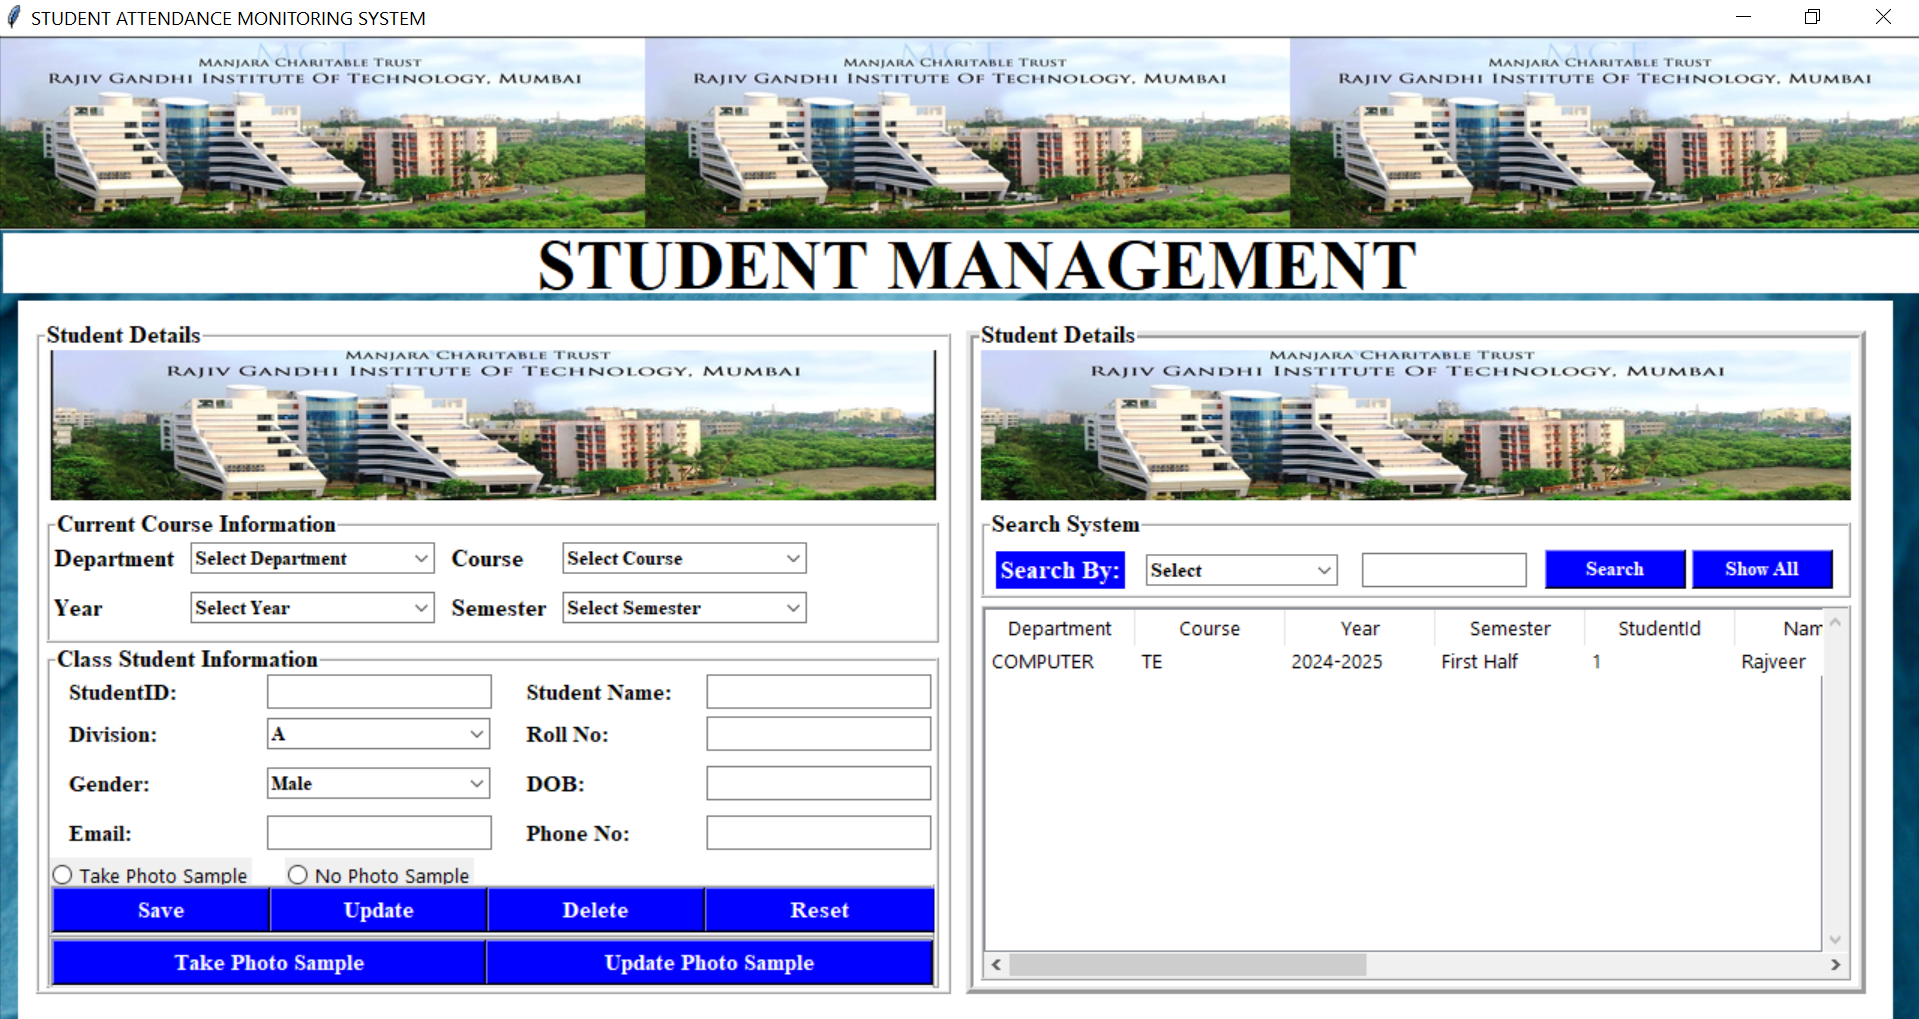 STUDENT ATTENDANCE MONITORING SYSTEM
MCT MCT MCT
MANJARA CHARITABLE TRUST MANJARA CHARITABLE TRUST MANJARA CHARITABLE TRUST
RAJIV GANDHI INSTITUTE OF TECHNOLOGY, MUMBAI RAJIV GANDHI INSTITUTE OF TECHNOLOGY, MUMBAI RAJIV GANDHI INSTITUTE OF TECHNOLOGY, MUMBAI
STUDENT MANAGEMENT
Student Details
MANJARA CHARITABLE TRUST
RAJIV GANDHI INSTITUTE OF TECHNOLOGY, MUMBAI
Current Course Information
Department Select Department Course Select Course
Year Select Year Semester Select Semester
Class Student Information
StudentID: Student Name:
Division: A Roll No:
Gender: Male DOB:
Email: Phone No:
Take Photo Sample No Photo Sample
Save Update Delete Reset
Take Photo Sample Update Photo Sample
Student Details
MANJARA CHARITABLE TRUST
RAJIV GANDHI INSTITUTE OF TECHNOLOGY, MUMBAI
Search System
Search By: Select Search Show All
Department Course Year Semester StudentId Nam
COMPUTER TE 2024-2025 First Half 1 Rajveer